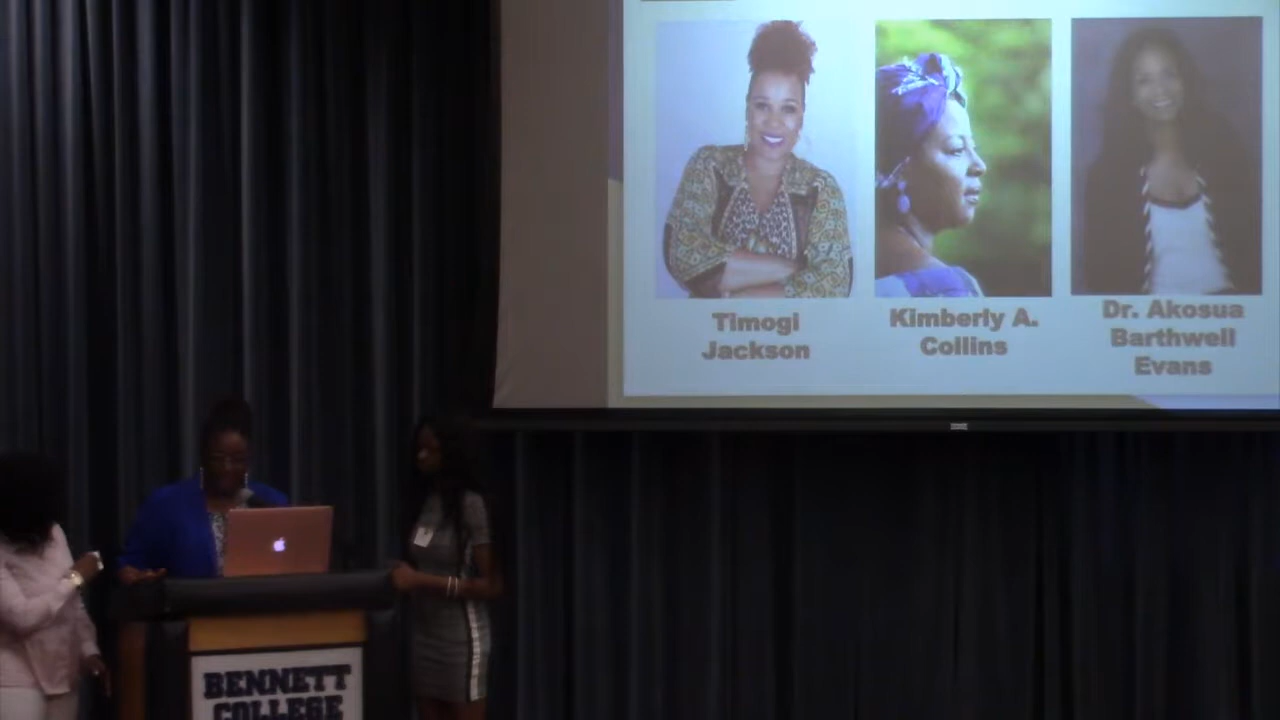 Timogi
Jackson
Kimberly A.
Collins
Dr. Akosua
Barthwell
Evans
BENNETT
COLLEGE